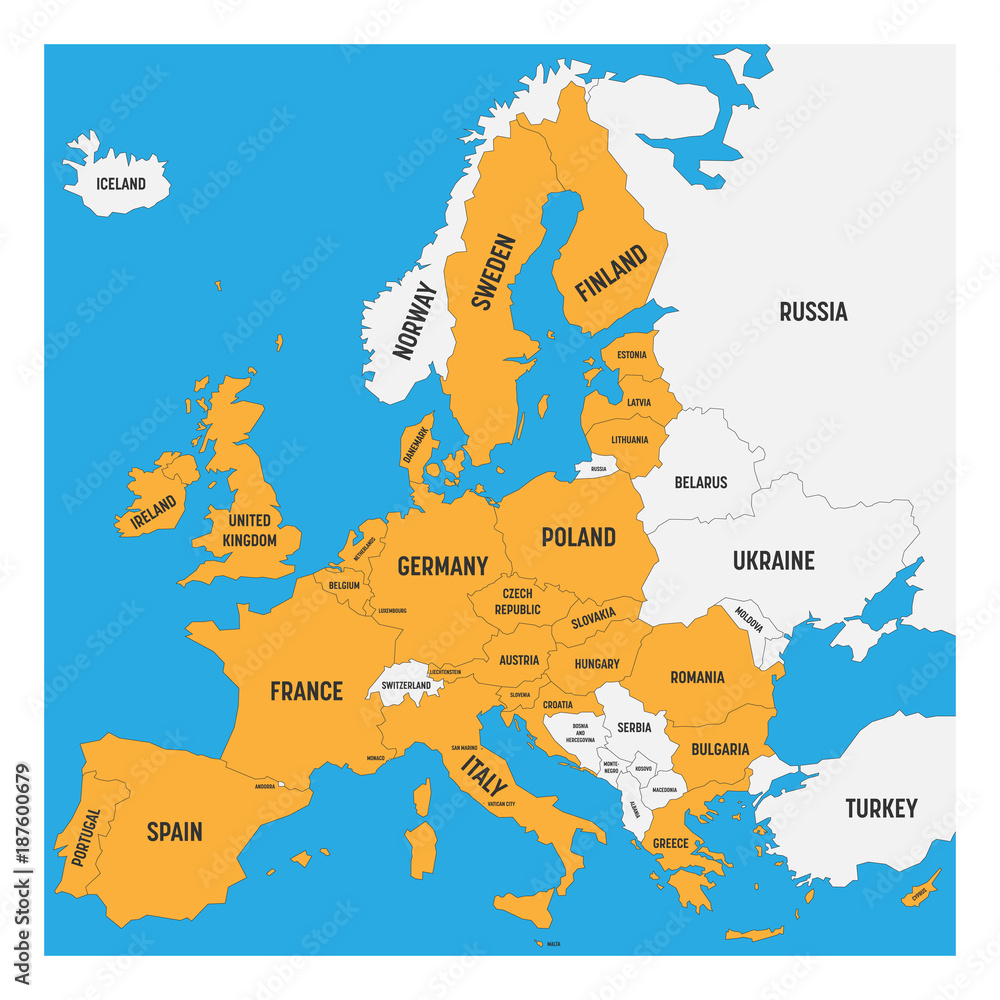 ICELAND
NORWAY
SWEDEN
FINLAND
RUSSIA
ESTONIA
LATVIA
LITHUANIA
RUSSIA
DANEMARK
BELARUS
IRELAND
UNITED
KINGDOM
NETHERLANDS
BELGIUM
LUXEMBOURG
GERMANY
POLAND
UKRAINE
CZECH
REPUBLIC
SLOVAKIA
MOLDOVA
FRANCE
SWITZERLAND
LIECHTENSTEIN
AUSTRIA
HUNGARY
ROMANIA
SLOVENIA
CROATIA
BOSNIA
AND
HERCEGOVINA
SERBIA
BULGARIA
MONACO
SAN MARINO
ITALY
VATICAN CITY
MONTE-
NEGRO
KOSOVO
MACEDONIA
ALBANIA
ANDORRA
PORTUGAL
SPAIN
GREECE
TURKEY
CYPRUS
MALTA
Adobe Stock | #187600679
Adobe Stock